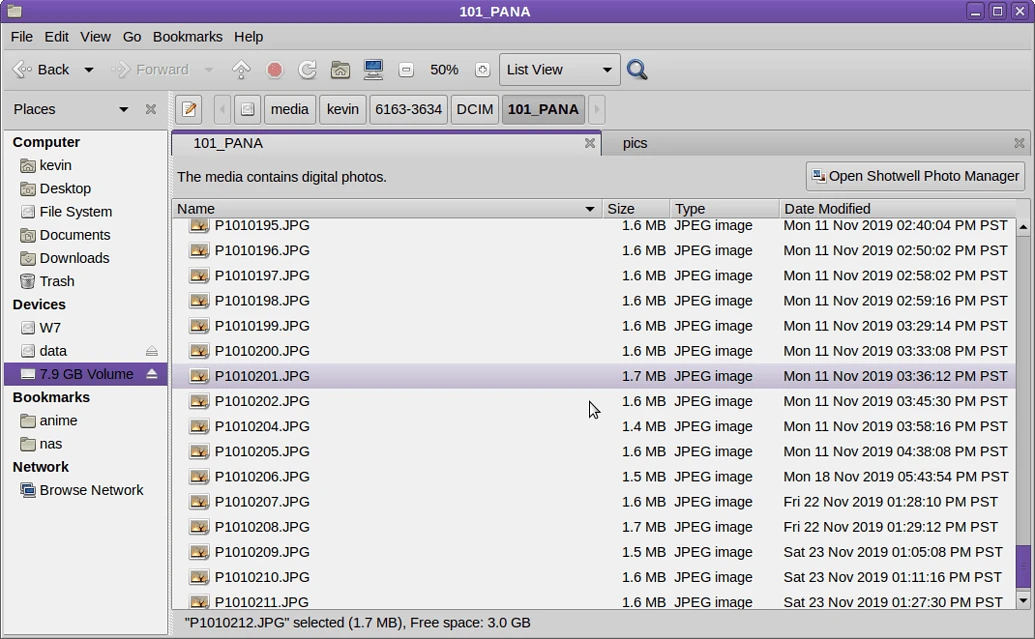 101_PANA
File Edit View Go Bookmarks Help
Back Forward 50% List View
Places media kevin 6163-3634 DCIM 101_PANA
Computer
kevin
Desktop
File System
Documents
Downloads
Trash
Devices
W7
data
7.9 GB Volume
Bookmarks
anime
nas
Network
Browse Network
101_PANA pics
The media contains digital photos. Open Shotwell Photo Manager
Name Size Type Date Modified
P1010195.JPG 1.6 MB JPEG image Mon 11 Nov 2019 02:40:04 PM PST
P1010196.JPG 1.6 MB JPEG image Mon 11 Nov 2019 02:50:02 PM PST
P1010197.JPG 1.6 MB JPEG image Mon 11 Nov 2019 02:58:02 PM PST
P1010198.JPG 1.6 MB JPEG image Mon 11 Nov 2019 02:59:16 PM PST
P1010199.JPG 1.6 MB JPEG image Mon 11 Nov 2019 03:29:14 PM PST
P1010200.JPG 1.6 MB JPEG image Mon 11 Nov 2019 03:33:08 PM PST
P1010201.JPG 1.7 MB JPEG image Mon 11 Nov 2019 03:36:12 PM PST
P1010202.JPG 1.6 MB JPEG image Mon 11 Nov 2019 03:45:30 PM PST
P1010204.JPG 1.4 MB JPEG image Mon 11 Nov 2019 03:58:16 PM PST
P1010205.JPG 1.6 MB JPEG image Mon 11 Nov 2019 04:38:08 PM PST
P1010206.JPG 1.5 MB JPEG image Mon 18 Nov 2019 05:43:54 PM PST
P1010207.JPG 1.6 MB JPEG image Fri 22 Nov 2019 01:28:10 PM PST
P1010208.JPG 1.7 MB JPEG image Fri 22 Nov 2019 01:29:12 PM PST
P1010209.JPG 1.5 MB JPEG image Sat 23 Nov 2019 01:05:08 PM PST
P1010210.JPG 1.6 MB JPEG image Sat 23 Nov 2019 01:11:16 PM PST
P1010211.JPG 1.6 MB JPEG image Sat 23 Nov 2019 01:27:30 PM PST
"P1010212.JPG" selected (1.7 MB), Free space: 3.0 GB